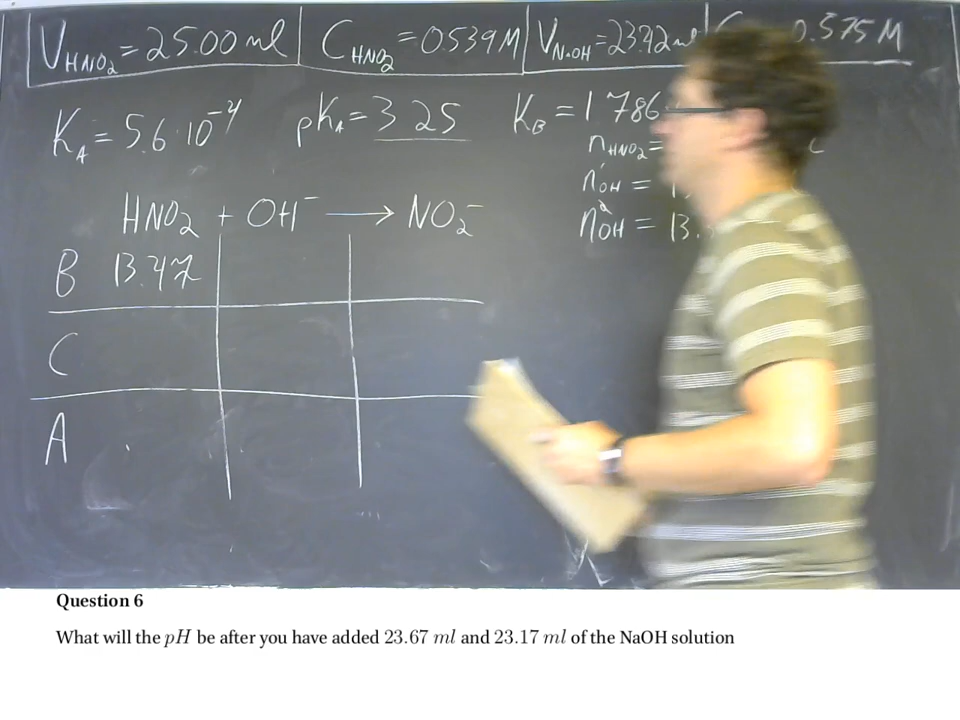 V_HNO₂ = 25.00 ml | C_HNO₂ = 0.539 M | V_NaOH = 23.42 ml | C 0.575 M
K_A = 5.6·10⁻⁴ pK_A = 3.25 K_B = 1.786
n_HNO₂ =
n_OH = 1
n_OH = 13.
HNO₂ + OH⁻ → NO₂⁻
B 13.47
C
A
Question 6
What will the pH be after you have added 23.67 ml and 23.17 ml of the NaOH solution